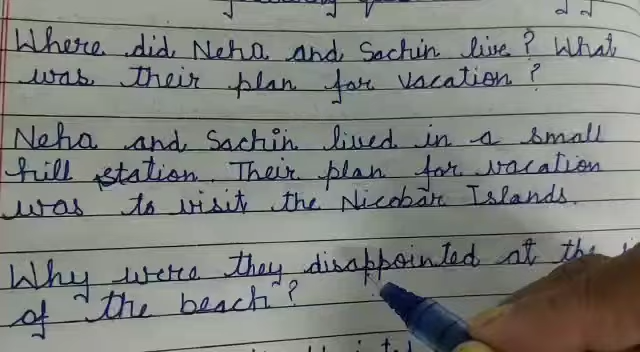 Where did Neha and Sachin live? What
was their plan for vacation?
Neha and Sachin lived in a small
hill station. Their plan for vacation
was to visit the Nicobar Islands.
Why were they disappointed at the
of the beach?